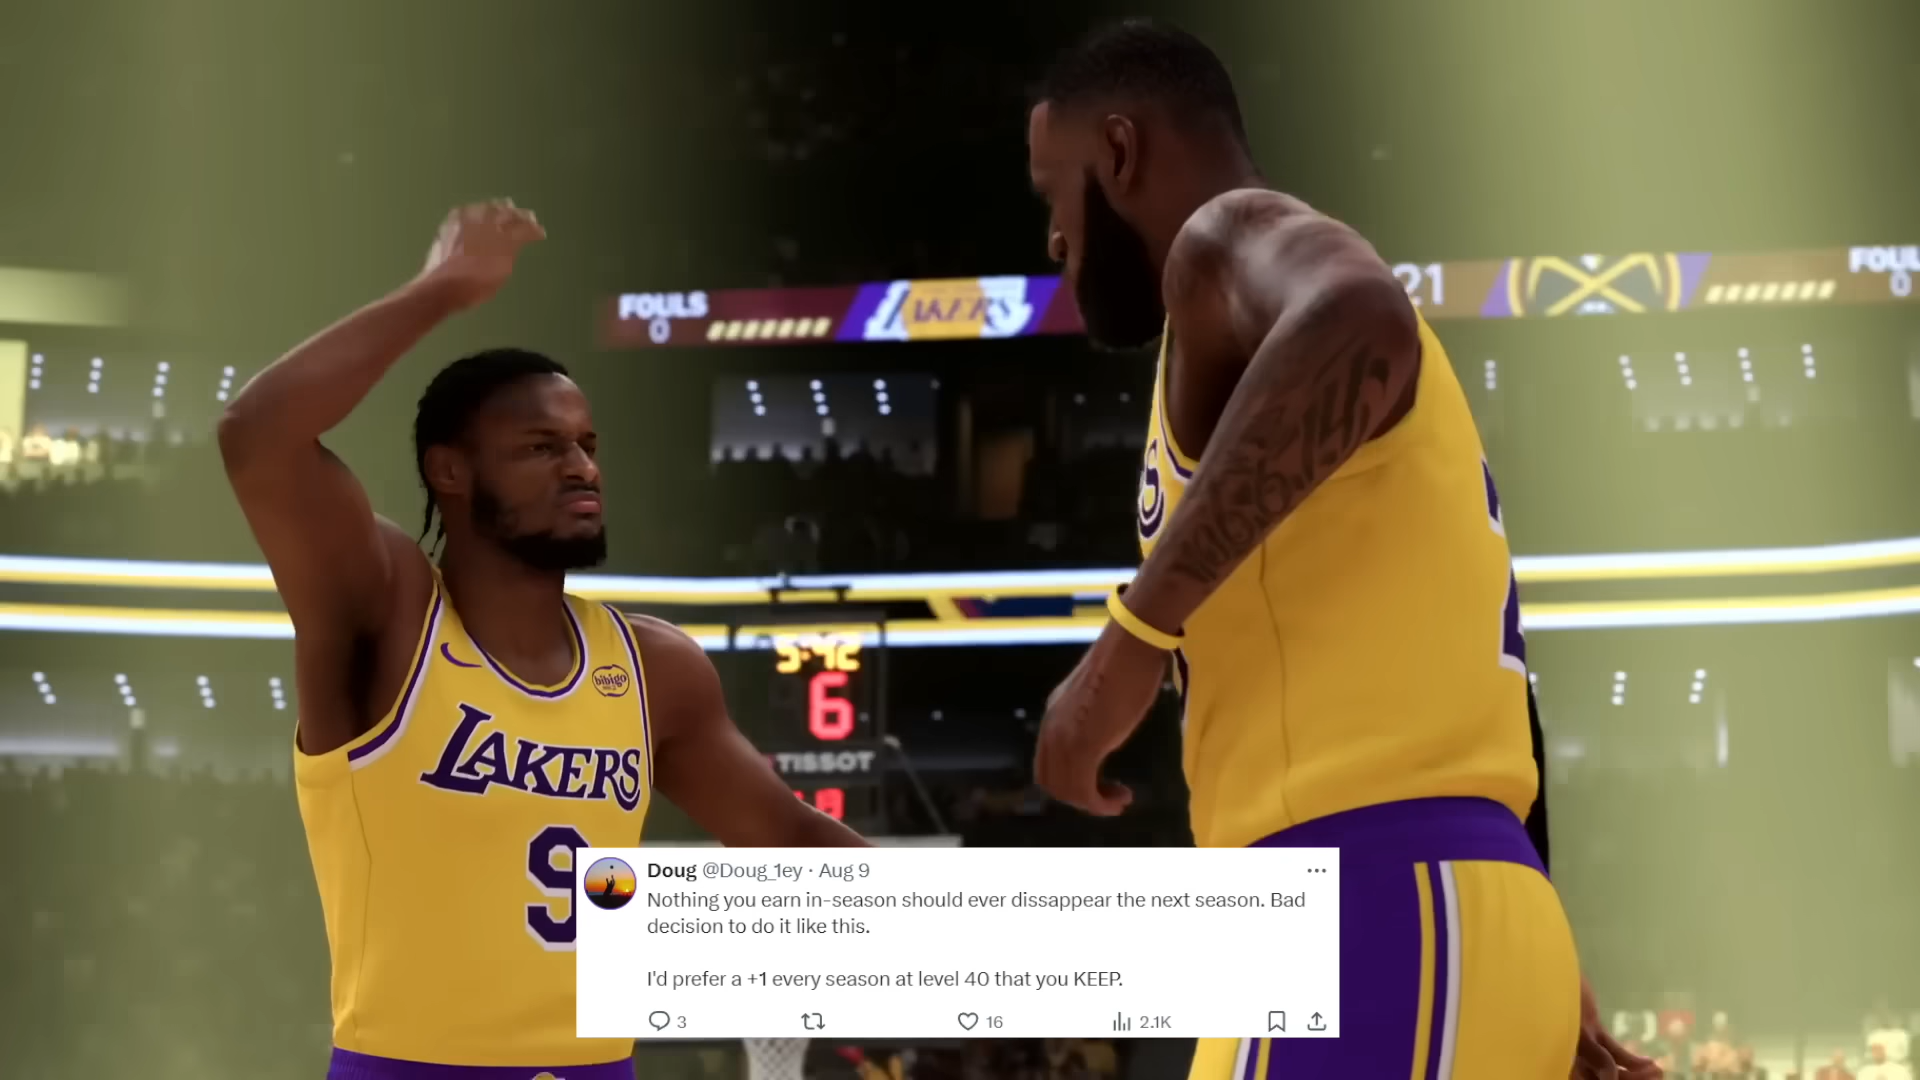 FOULS
0
LAKERS
21
FOUL
0
5:42
6
TISSOT
bibigo
LAKERS
9
Doug @Doug_1ey · Aug 9
Nothing you earn in-season should ever dissappear the next season. Bad
decision to do it like this.
I'd prefer a +1 every season at level 40 that you KEEP.
3
16
2.1K